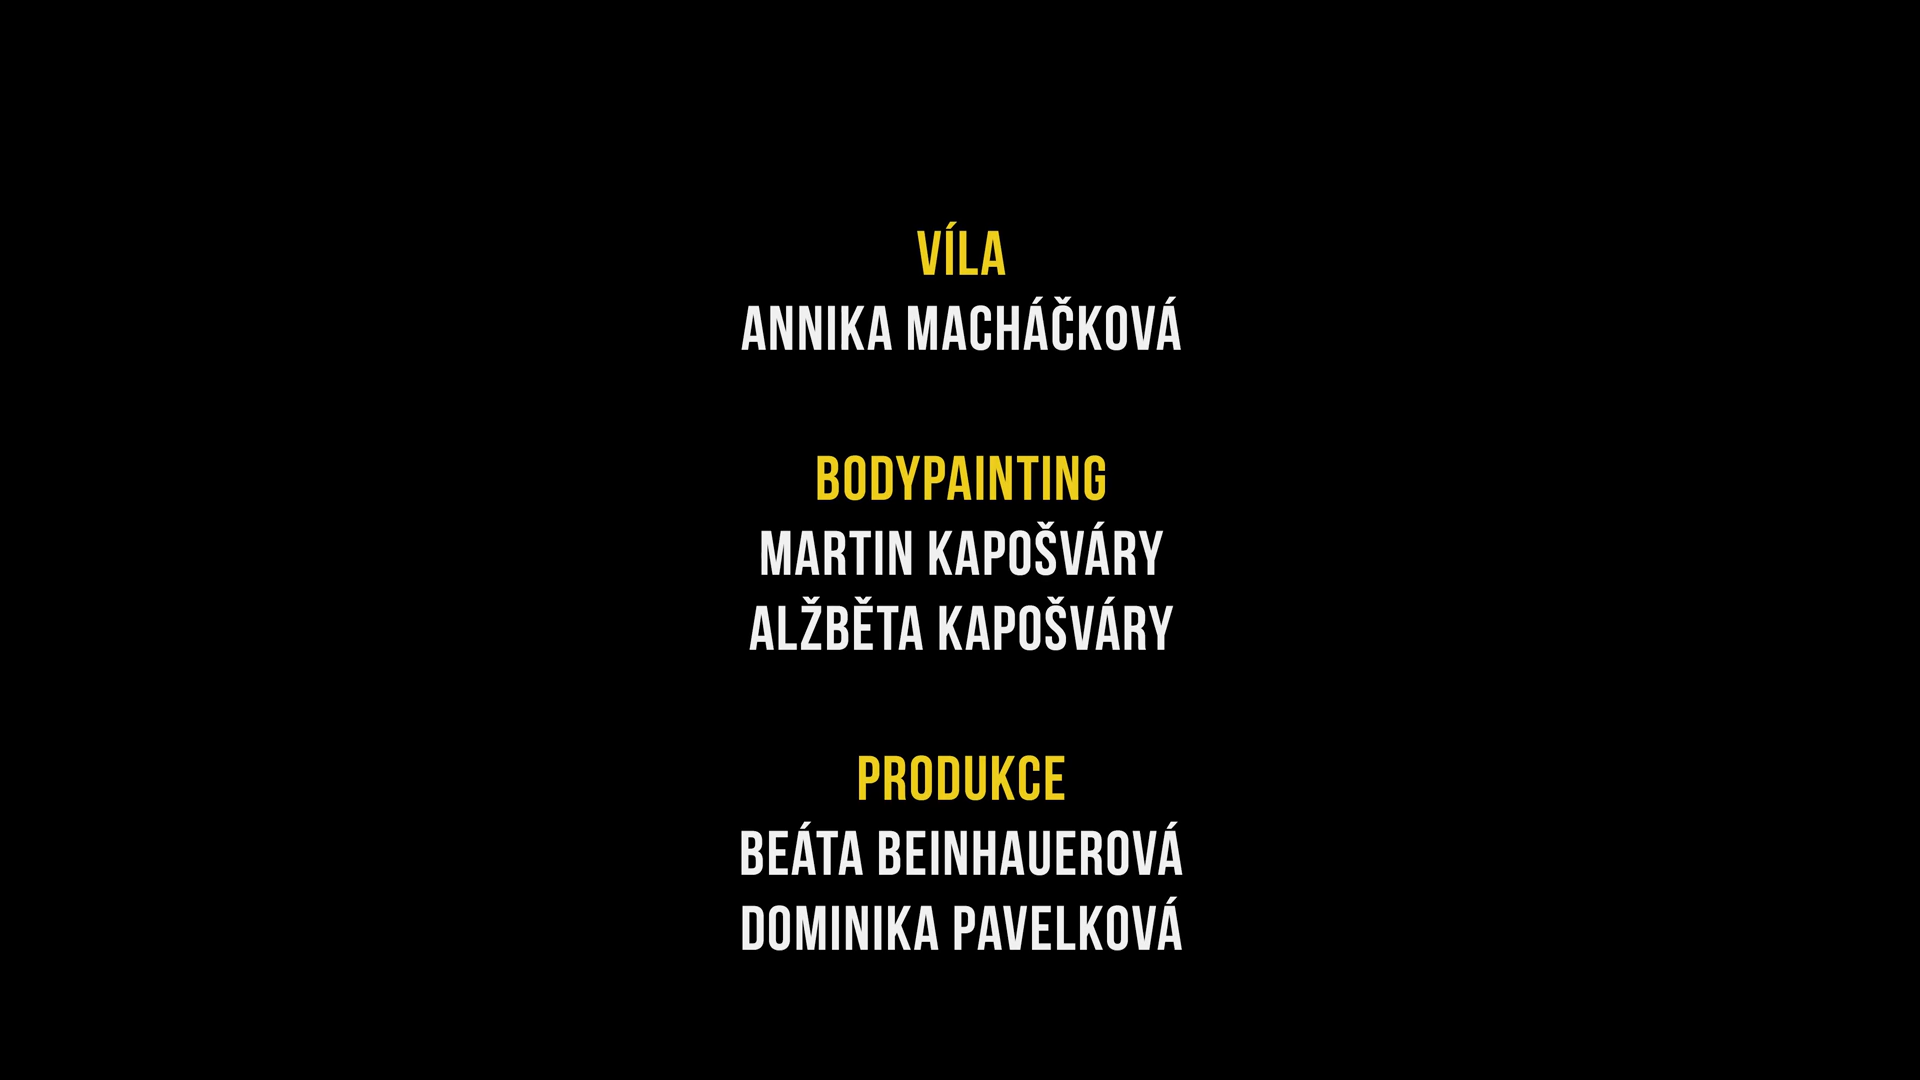 VÍLA
ANNIKA MACHÁČKOVÁ
BODYPAINTING
MARTIN KAPOŠVÁRY
ALŽBĚTA KAPOŠVÁRY
PRODUKCE
BEÁTA BEINHAUEROVÁ
DOMINIKA PAVELKOVÁ